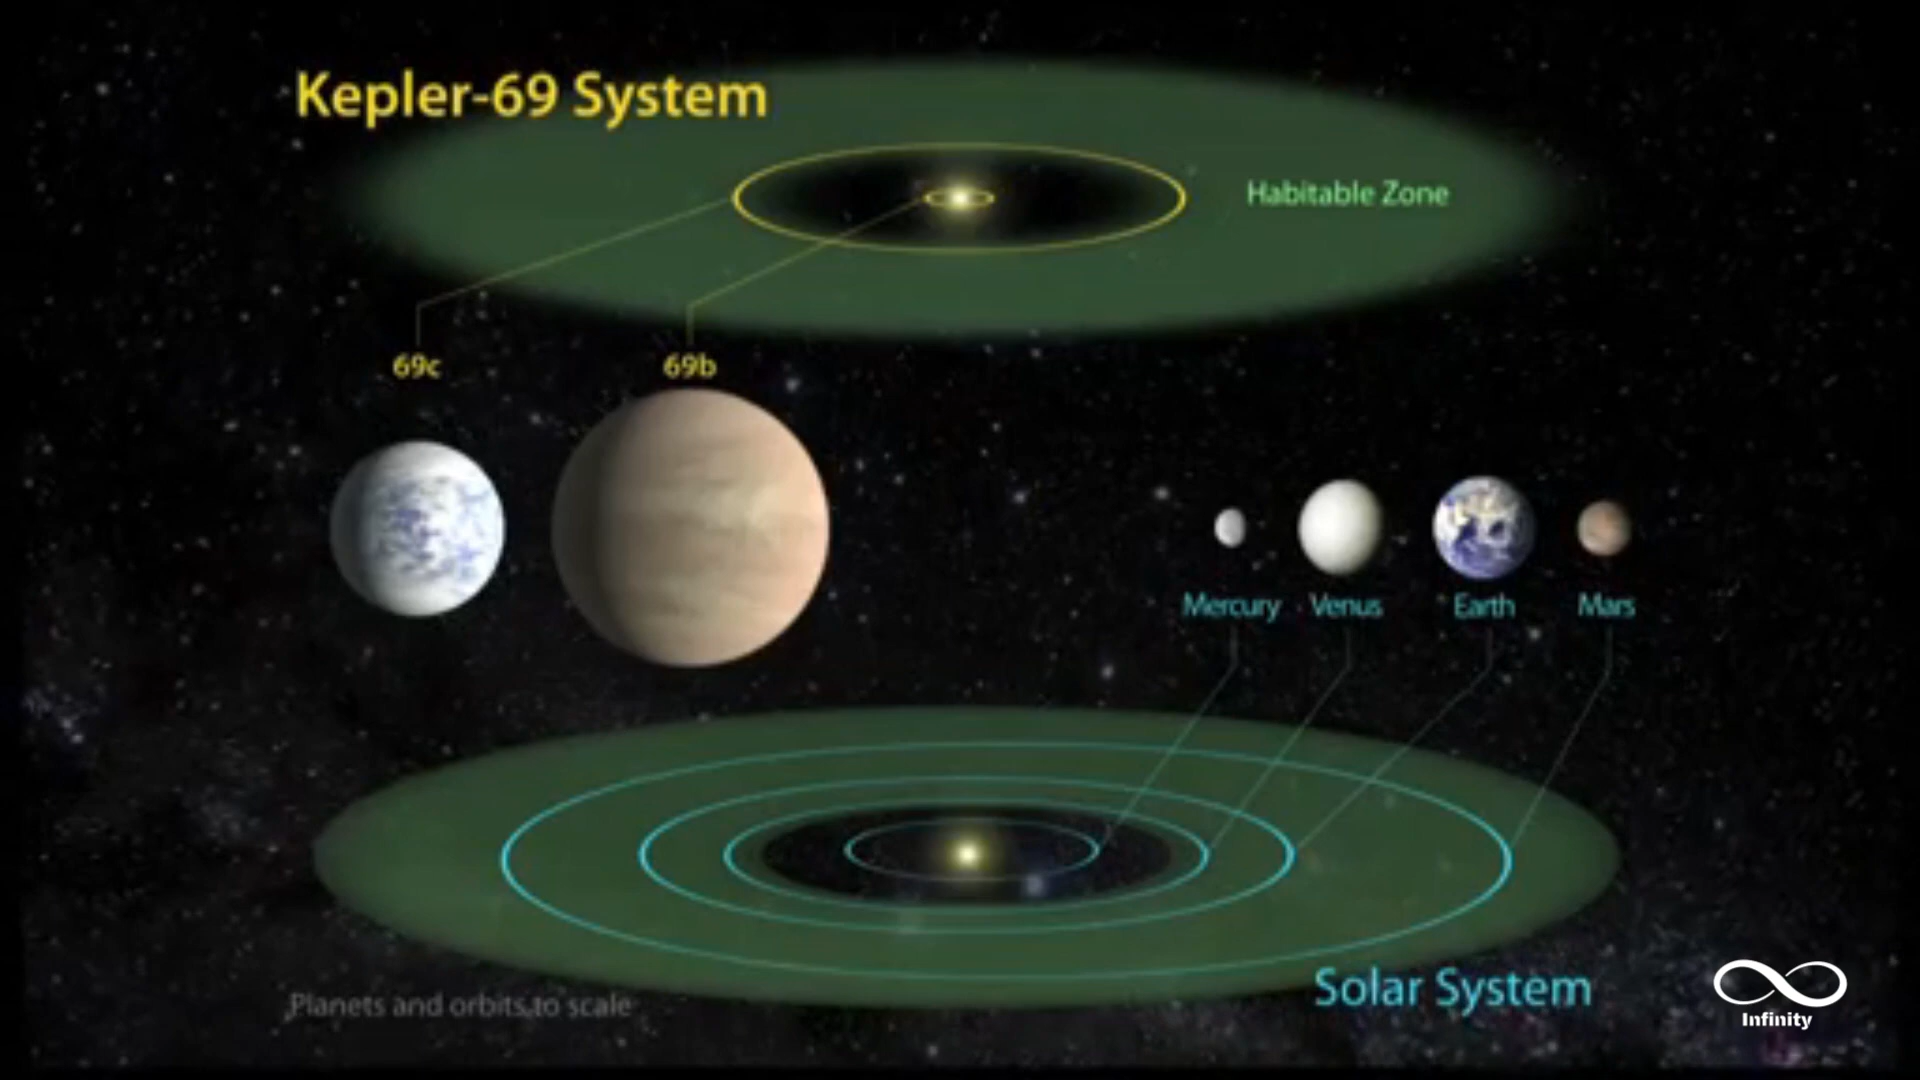 Kepler-69 System
Habitable Zone
69c
69b
Mercury
Venus
Earth
Mars
Solar System
Planets and orbits to scale
Infinity